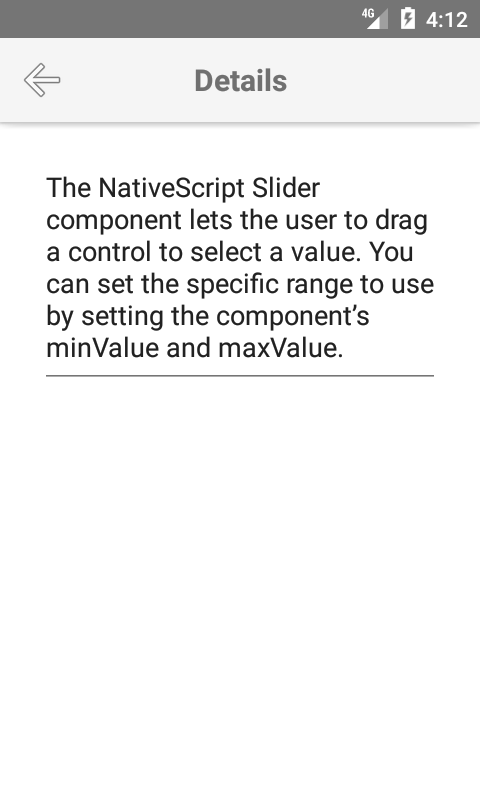 4G 4:12
Details
The NativeScript Slider
component lets the user to drag
a control to select a value. You
can set the specific range to use
by setting the component’s
minValue and maxValue.